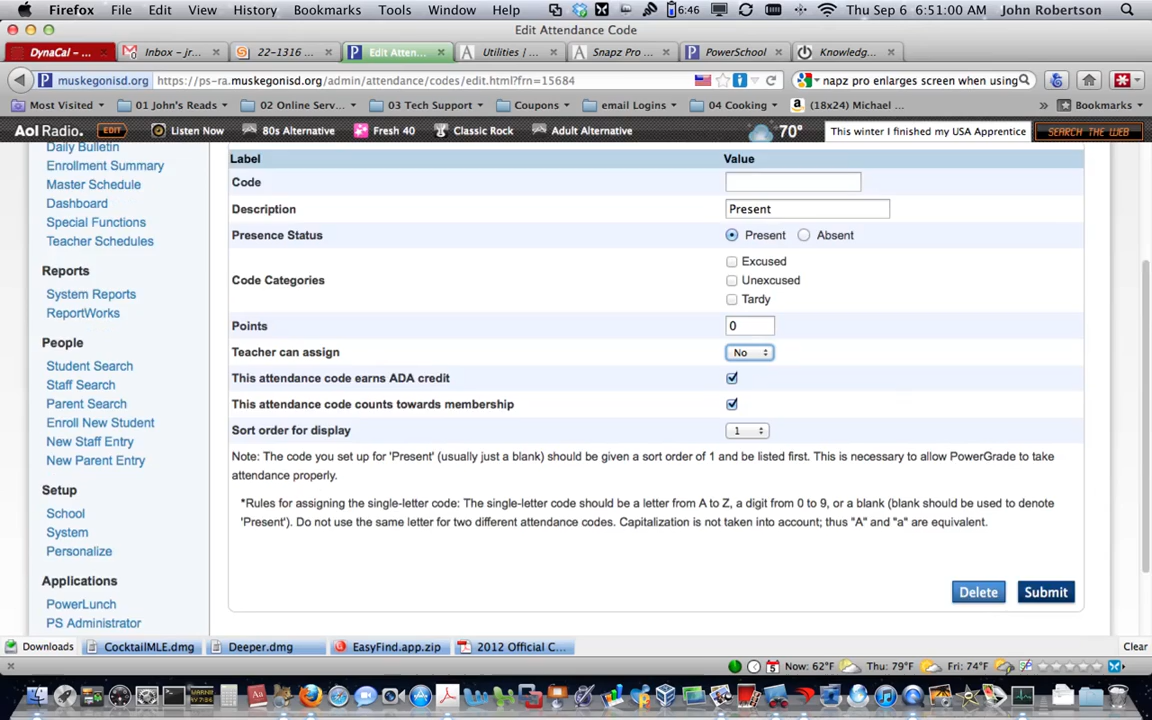 Firefox File Edit View History Bookmarks Tools Window Help 6:46 Thu Sep 6 6:51:00 AM John Robertson
Edit Attendance Code
DynaCal – ... Inbox – jr... 22-1316 ... Edit Atten... Utilities | ... Snapz Pro ... PowerSchool Knowledg...
muskegonisd.org https://ps-ra.muskegonisd.org/admin/attendance/codes/edit.html?frn=15684 napz pro enlarges screen when using
Most Visited 01 John's Reads 02 Online Serv... 03 Tech Support Coupons email Logins 04 Cooking (18x24) Michael ... » Bookmarks
Aol Radio. EDIT Listen Now 80s Alternative Fresh 40 Classic Rock Adult Alternative 70° This winter I finished my USA Apprentice SEARCH THE WEB
Daily Bulletin
Enrollment Summary
Master Schedule
Dashboard
Special Functions
Teacher Schedules
Reports
System Reports
ReportWorks
People
Student Search
Staff Search
Parent Search
Enroll New Student
New Staff Entry
New Parent Entry
Setup
School
System
Personalize
Applications
PowerLunch
PS Administrator
Label Value
Code
Description Present
Presence Status Present Absent
Code Categories Excused
Unexcused
Tardy
Points 0
Teacher can assign No
This attendance code earns ADA credit
This attendance code counts towards membership
Sort order for display 1
Note: The code you set up for 'Present' (usually just a blank) should be given a sort order of 1 and be listed first. This is necessary to allow PowerGrade to take
attendance properly.
*Rules for assigning the single-letter code: The single-letter code should be a letter from A to Z, a digit from 0 to 9, or a blank (blank should be used to denote
'Present'). Do not use the same letter for two different attendance codes. Capitalization is not taken into account; thus "A" and "a" are equivalent.
Delete Submit
Downloads CocktailMLE.dmg Deeper.dmg EasyFind.app.zip 2012 Official C... Clear
Now: 62°F Thu: 79°F Fri: 74°F